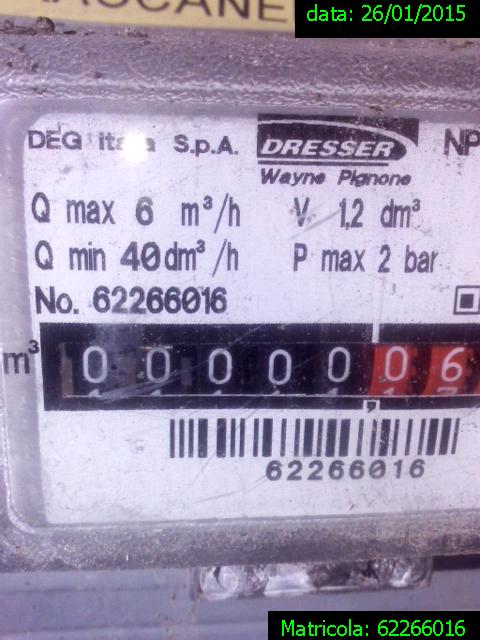 data: 26/01/2015
DEG Italia S.p.A.
DRESSER
NP
Wayne Pignone
Q max 6 m³/h
V 1,2 dm³
Q min 40dm³/h
P max 2 bar
No. 62266016
m³ 0 0 0 0 0 , 0 6
62266016
Matricola: 62266016